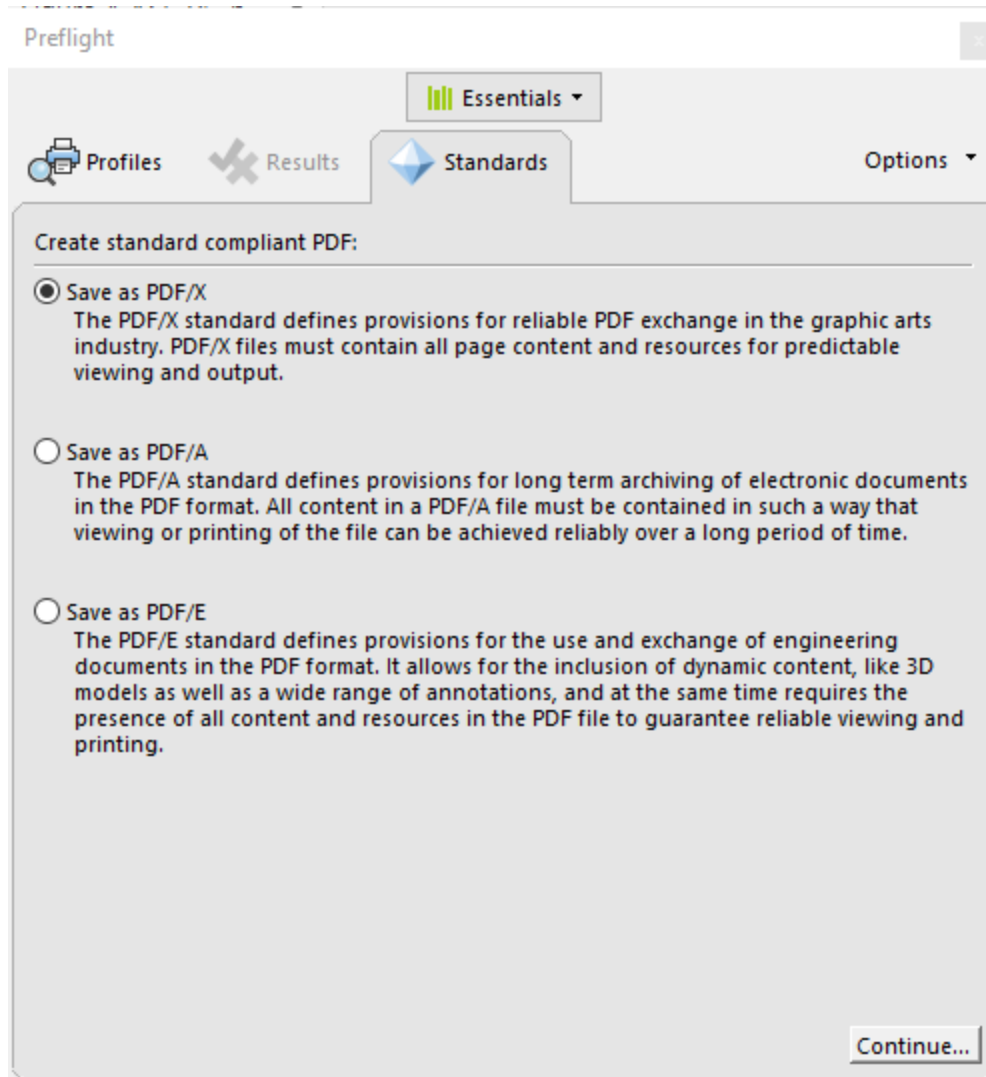 Preflight
x
Essentials
Profiles
Results
Standards
Options
Create standard compliant PDF:
Save as PDF/X
The PDF/X standard defines provisions for reliable PDF exchange in the graphic arts
industry. PDF/X files must contain all page content and resources for predictable
viewing and output.
Save as PDF/A
The PDF/A standard defines provisions for long term archiving of electronic documents
in the PDF format. All content in a PDF/A file must be contained in such a way that
viewing or printing of the file can be achieved reliably over a long period of time.
Save as PDF/E
The PDF/E standard defines provisions for the use and exchange of engineering
documents in the PDF format. It allows for the inclusion of dynamic content, like 3D
models as well as a wide range of annotations, and at the same time requires the
presence of all content and resources in the PDF file to guarantee reliable viewing and
printing.
Continue...